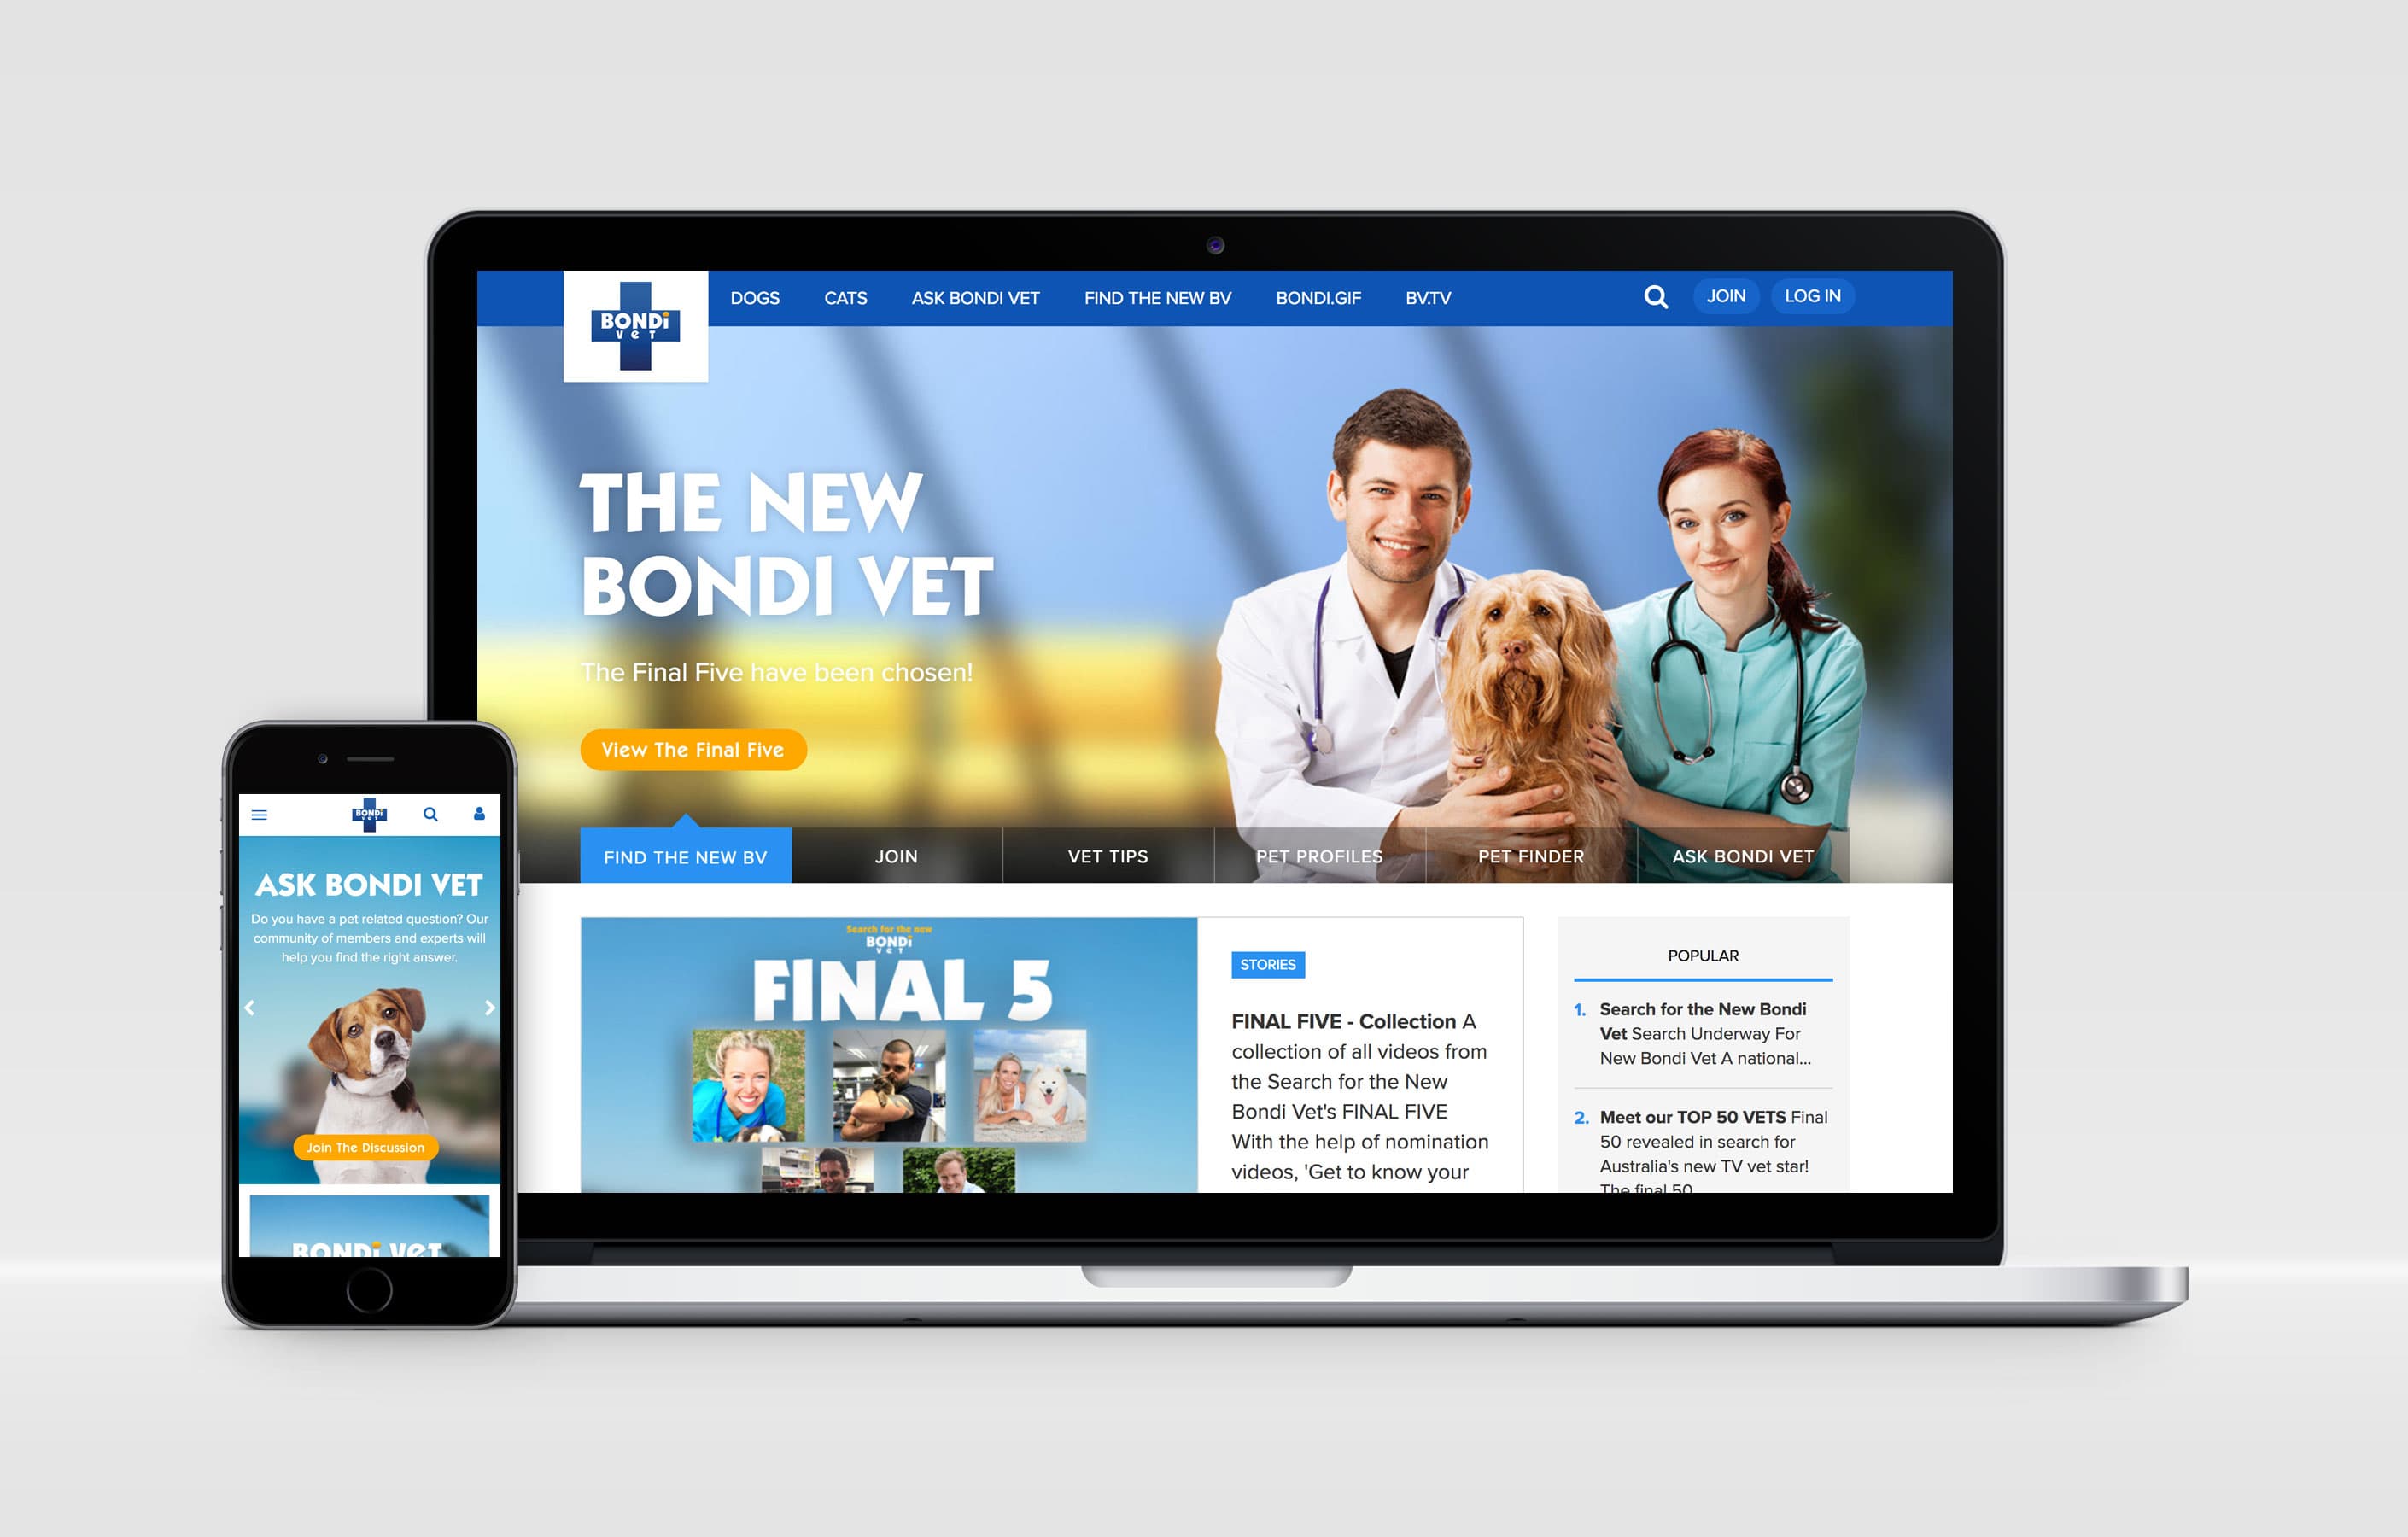 BONDi
vet
DOGS
CATS
ASK BONDI VET
FIND THE NEW BV
BONDI.GIF
BV.TV
JOIN
LOG IN
THE NEW
BONDI VET
The Final Five have been chosen!
View The Final Five
FIND THE NEW BV
JOIN
VET TIPS
PET PROFILES
PET FINDER
ASK BONDI VET
Search for the new
BONDi
VET
FINAL 5
STORIES
FINAL FIVE - Collection A
collection of all videos from
the Search for the New
Bondi Vet's FINAL FIVE
With the help of nomination
videos, 'Get to know your
POPULAR
1. Search for the New Bondi
Vet Search Underway For
New Bondi Vet A national...
2. Meet our TOP 50 VETS Final
50 revealed in search for
Australia's new TV vet star!
The final 50
BONDi
vet
ASK BONDI VET
Do you have a pet related question? Our
community of members and experts will
help you find the right answer.
Join The Discussion
BONDi vet